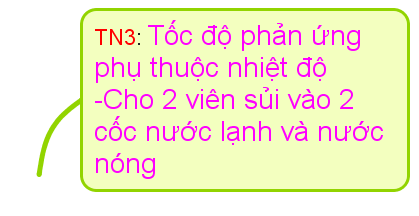 TN3: Tốc độ phản ứng
phụ thuộc nhiệt độ
-Cho 2 viên sủi vào 2
cốc nước lạnh và nước
nóng